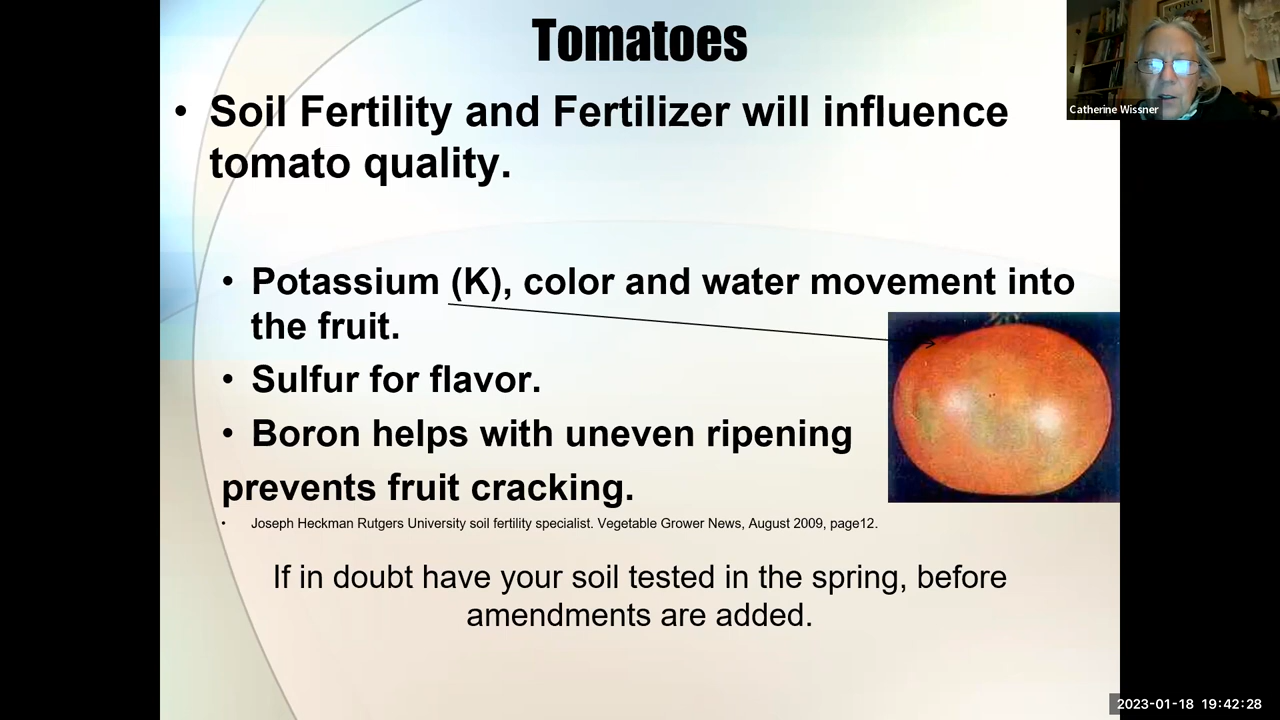 Tomatoes
• Soil Fertility and Fertilizer will influence
tomato quality.
• Potassium (K), color and water movement into
the fruit.
• Sulfur for flavor.
• Boron helps with uneven ripening
prevents fruit cracking.
• Joseph Heckman Rutgers University soil fertility specialist. Vegetable Grower News, August 2009, page12.
If in doubt have your soil tested in the spring, before
amendments are added.
Catherine Wissner
2023-01-18 19:42:28